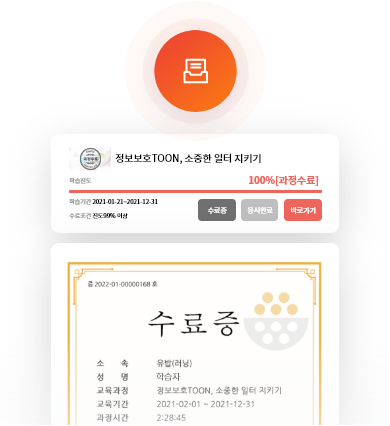 정보보호TOON, 소중한 일터 지키기
학습진도 100%[과정수료]
학습기간 2021-01-21~2021-12-31
수료조건 진도99% 이상
수료증 응시완료 바로가기
증 2022-01-00000168 호
수료증
소 속 유밥(러닝)
성 명 학습자
교육과정 정보보호TOON, 소중한 일터 지키기
교육기간 2021-02-01 ~ 2021-12-31
과정시간 2:28:45